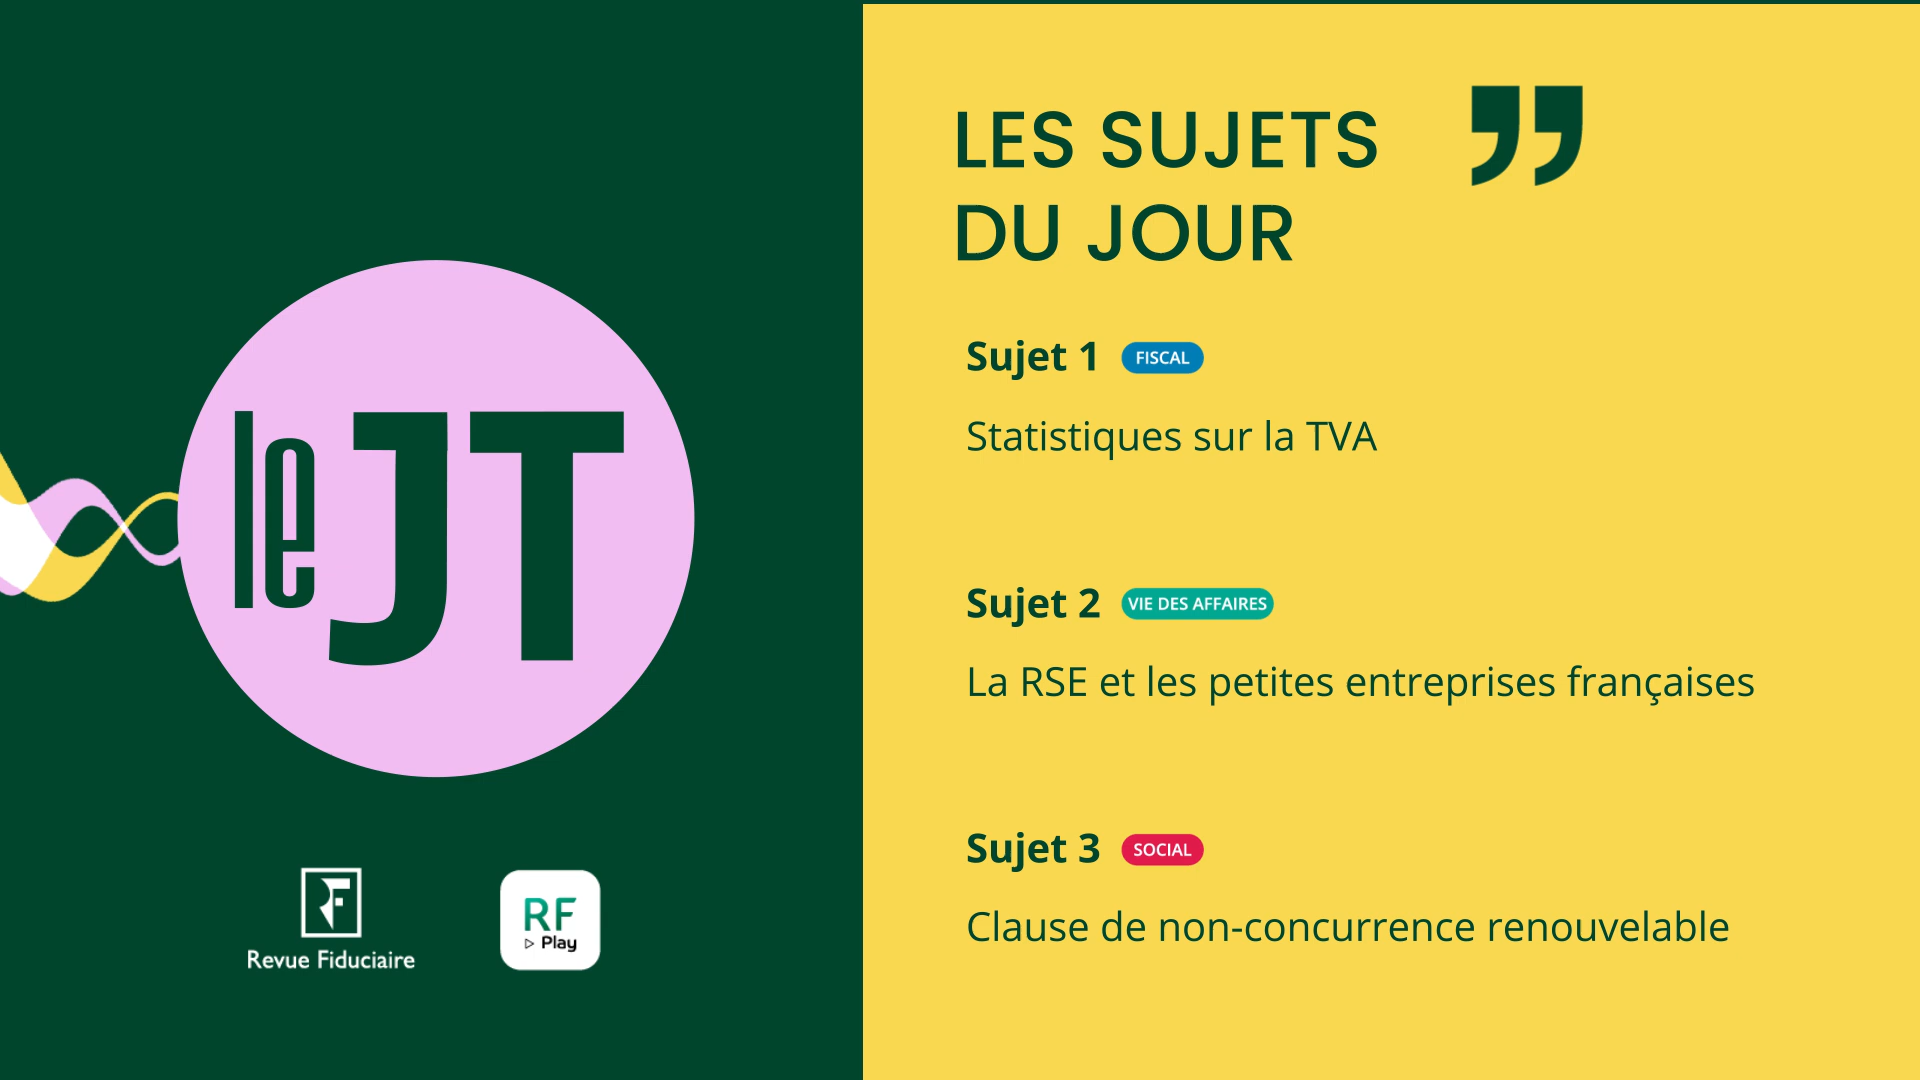 le JT
Revue Fiduciaire
RF
Play
LES SUJETS
DU JOUR
Sujet 1 FISCAL
Statistiques sur la TVA
Sujet 2 VIE DES AFFAIRES
La RSE et les petites entreprises françaises
Sujet 3 SOCIAL
Clause de non-concurrence renouvelable